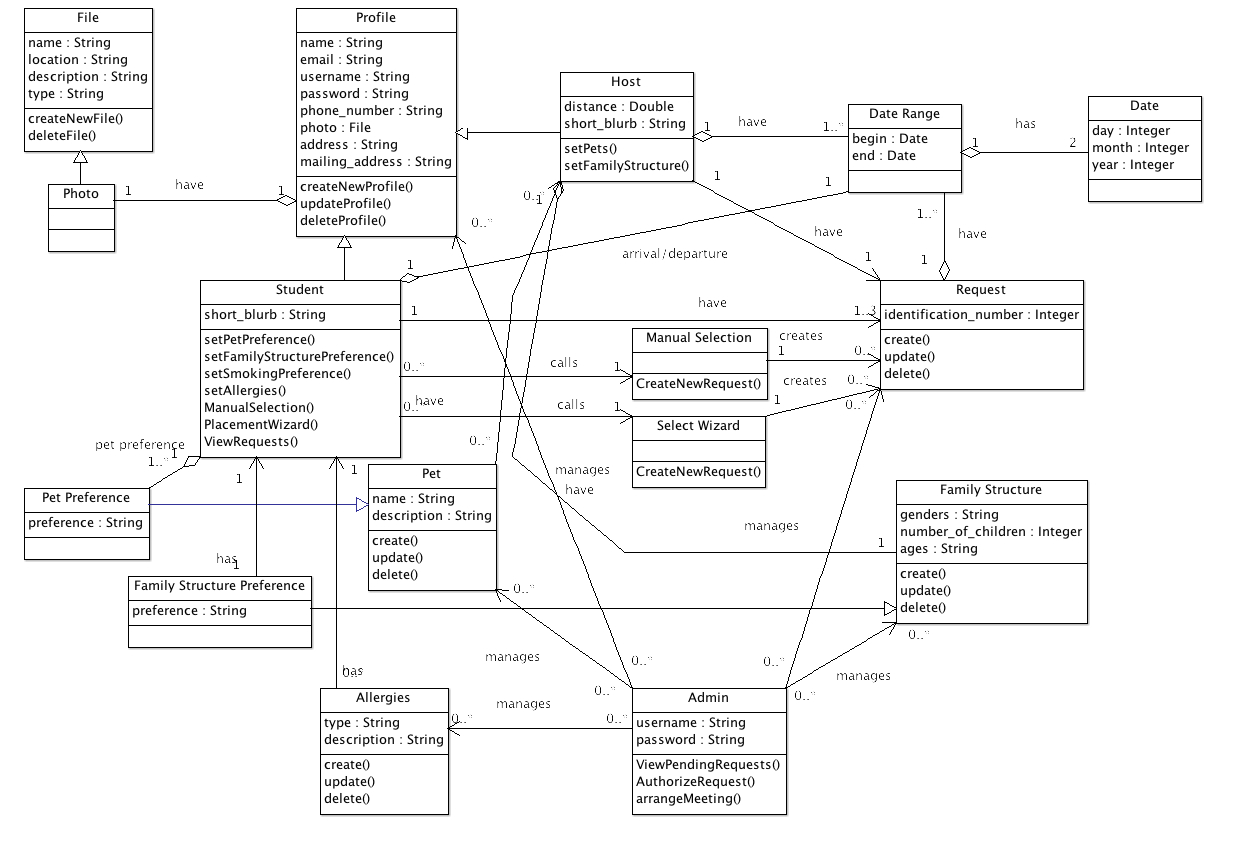 File
name : String
location : String
description : String
type : String
createNewFile()
deleteFile()
Profile
name : String
email : String
username : String
password : String
phone_number : String
photo : File
address : String
mailing_address : String
createNewProfile()
updateProfile()
deleteProfile()
Host
distance : Double
short_blurb : String
setPets()
setFamilyStructure()
1
have
1..*
Date Range
begin : Date
end : Date
1
has
2
Date
day : Integer
month : Integer
year : Integer
Photo
1
have
1
0..*
1
1
1
0..*
1..*
have
1
have
1
arrival/departure
1
Student
short_blurb : String
setPetPreference()
setFamilyStructurePreference()
setSmokingPreference()
setAllergies()
ManualSelection()
PlacementWizard()
ViewRequests()
1
have
1..3
Request
identification_number : Integer
create()
update()
delete()
Manual Selection
CreateNewRequest()
creates
1
0..*
0..*
calls
1
creates
0..*
1
0..*
0..
have
calls
1
Select Wizard
CreateNewRequest()
pet preference
1
1..*
0..*
1
1
manages
have
manages
1
Pet Preference
preference : String
Pet
name : String
description : String
create()
update()
delete()
Family Structure
genders : String
number_of_children : Integer
ages : String
create()
update()
delete()
has
1
Family Structure Preference
preference : String
0..*
0..*
manages
0..*
0..*
manages
has
0..*
0..*
manages
0..*
0..*
Allergies
type : String
description : String
create()
update()
delete()
Admin
username : String
password : String
ViewPendingRequests()
AuthorizeRequest()
arrangeMeeting()